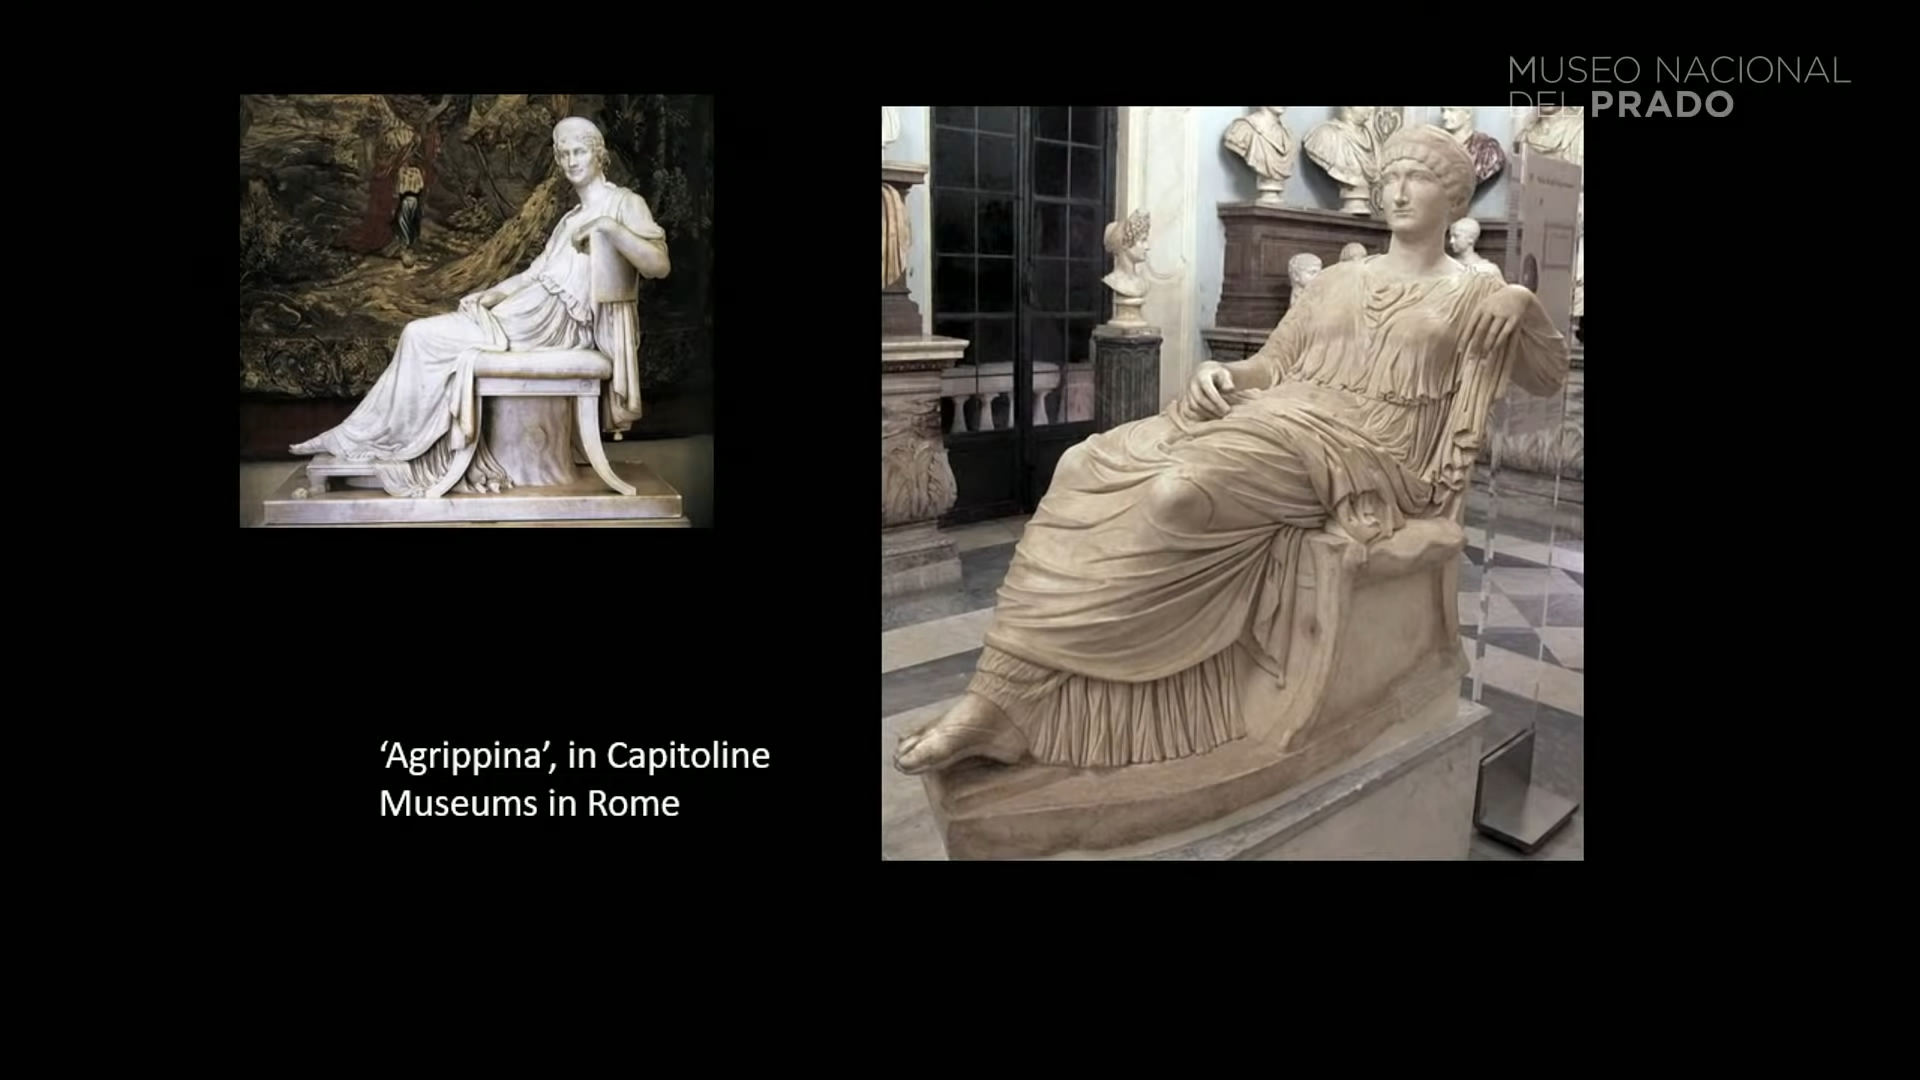 MUSEO NACIONAL
DEL PRADO
‘Agrippina’, in Capitoline
Museums in Rome